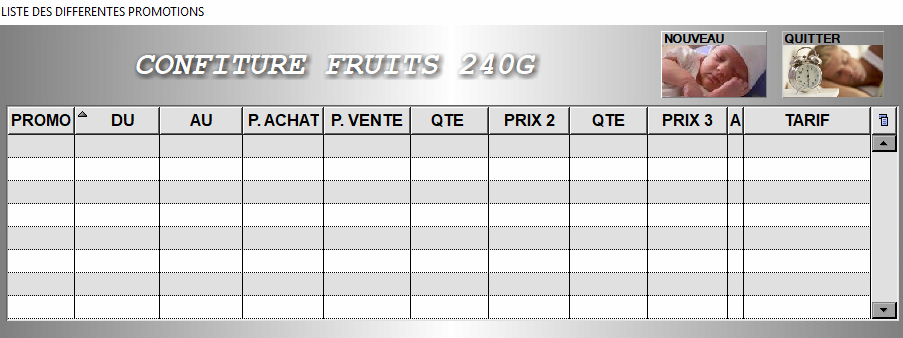 LISTE DES DIFFERENTES PROMOTIONS
CONFITURE FRUITS 240G
NOUVEAU
QUITTER
PROMO DU AU P. ACHAT P. VENTE QTE PRIX 2 QTE PRIX 3 A TARIF